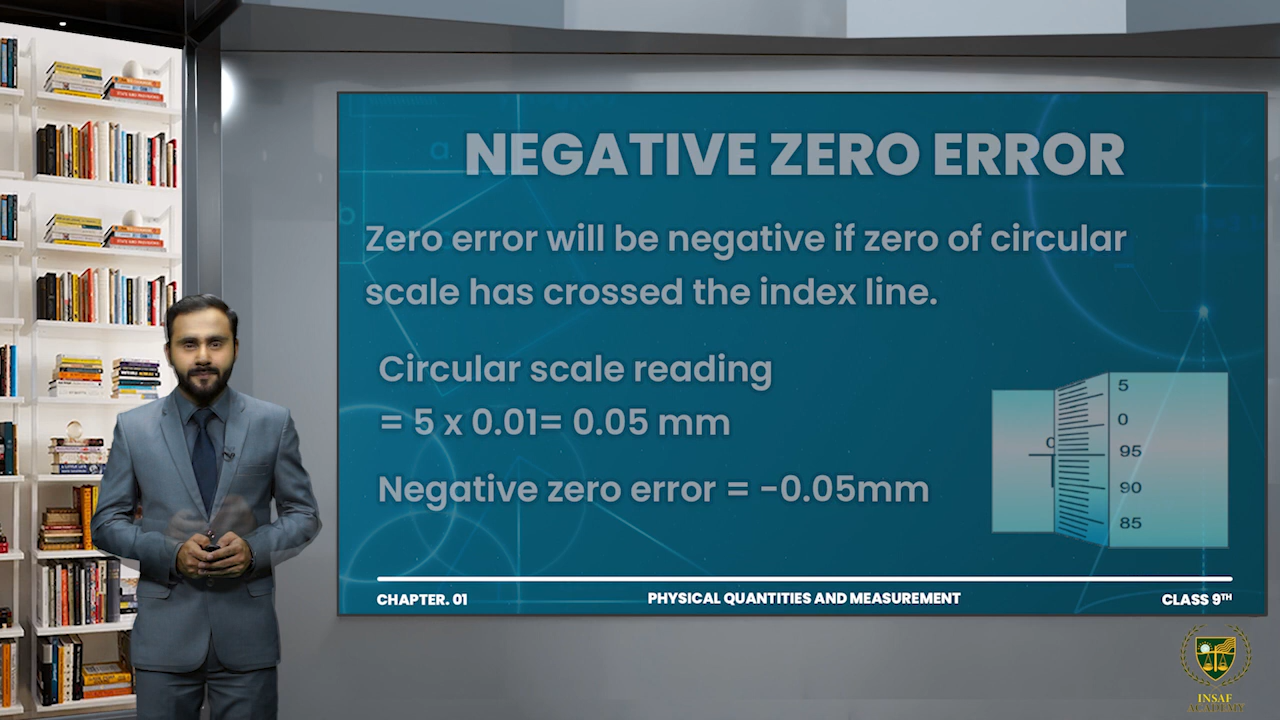 NEGATIVE ZERO ERROR
Zero error will be negative if zero of circular
scale has crossed the index line.
Circular scale reading
= 5 x 0.01= 0.05 mm
Negative zero error = -0.05mm
0
5
0
95
90
85
CHAPTER. 01
PHYSICAL QUANTITIES AND MEASUREMENT
CLASS 9TH
INSAF
ACADEMY